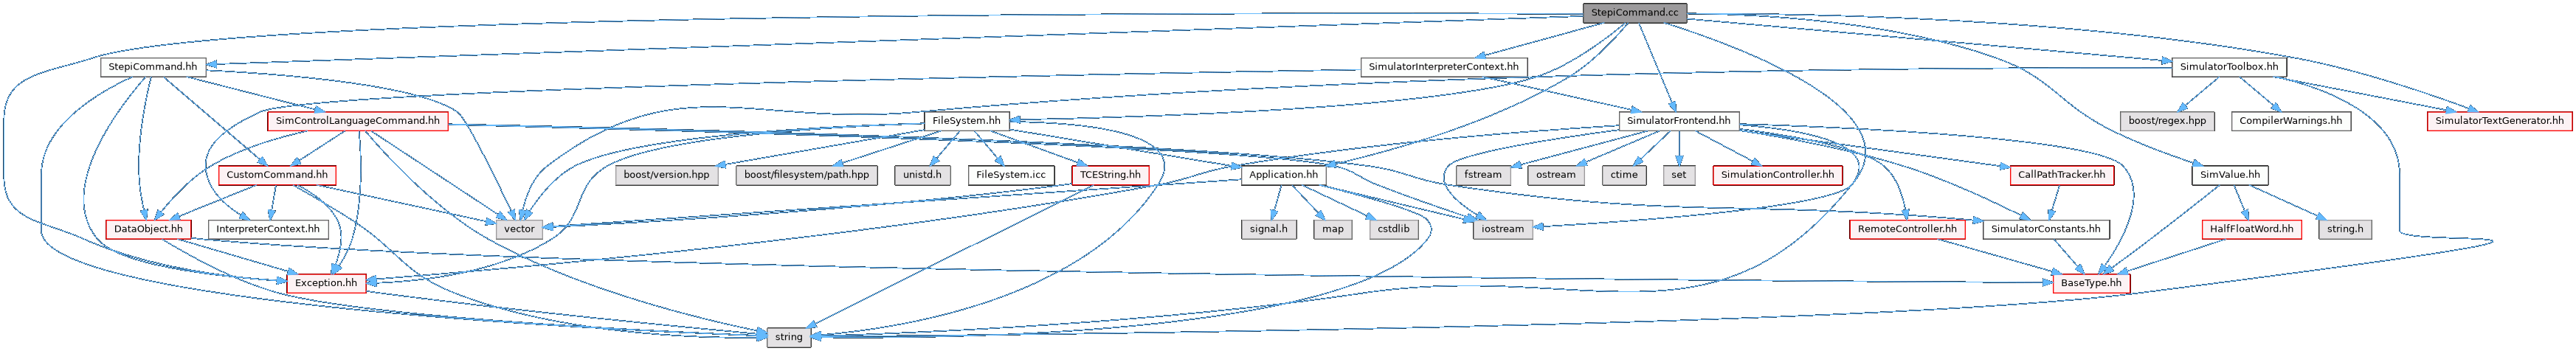 StepiCommand.cc
StepiCommand.hh
SimulatorInterpreterContext.hh
SimulatorToolbox.hh
SimControlLanguageCommand.hh
FileSystem.hh
SimulatorFrontend.hh
boost/regex.hpp
CompilerWarnings.hh
SimulatorTextGenerator.hh
CustomCommand.hh
boost/version.hpp
boost/filesystem/path.hpp
unistd.h
FileSystem.icc
TCEString.hh
Application.hh
fstream
ostream
ctime
set
SimulationController.hh
CallPathTracker.hh
SimValue.hh
DataObject.hh
InterpreterContext.hh
vector
signal.h
map
cstdlib
iostream
RemoteController.hh
SimulatorConstants.hh
HalfFloatWord.hh
string.h
Exception.hh
BaseType.hh
string